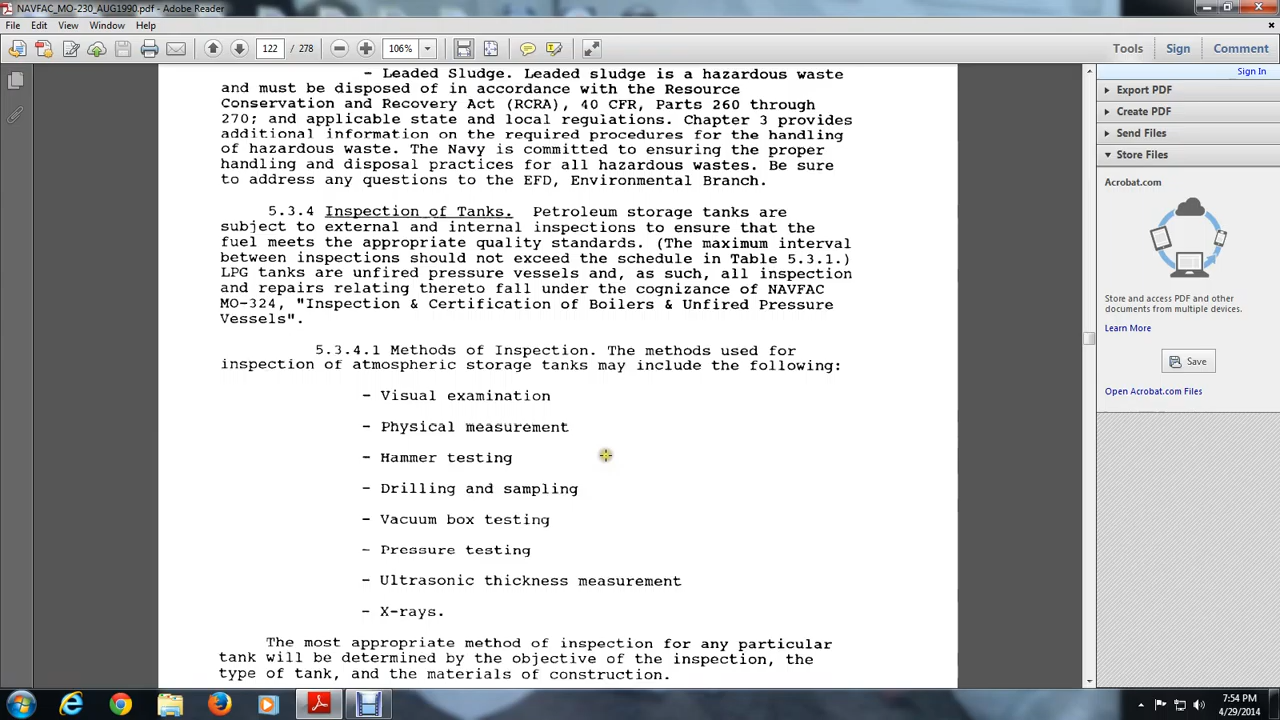 NAVFAC_MO-230_AUG1990.pdf - Adobe Reader
File Edit View Window Help
122 / 278 106% Tools Sign Comment
- Leaded Sludge. Leaded sludge is a hazardous waste
and must be disposed of in accordance with the Resource
Conservation and Recovery Act (RCRA), 40 CFR, Parts 260 through
270; and applicable state and local regulations. Chapter 3 provides
additional information on the required procedures for the handling
of hazardous waste. The Navy is committed to ensuring the proper
handling and disposal practices for all hazardous wastes. Be sure
to address any questions to the EFD, Environmental Branch.
5.3.4 Inspection of Tanks. Petroleum storage tanks are
subject to external and internal inspections to ensure that the
fuel meets the appropriate quality standards. (The maximum interval
between inspections should not exceed the schedule in Table 5.3.1.)
LPG tanks are unfired pressure vessels and, as such, all inspection
and repairs relating thereto fall under the cognizance of NAVFAC
MO-324, "Inspection & Certification of Boilers & Unfired Pressure
Vessels".
5.3.4.1 Methods of Inspection. The methods used for
inspection of atmospheric storage tanks may include the following:
- Visual examination
- Physical measurement
- Hammer testing
- Drilling and sampling
- Vacuum box testing
- Pressure testing
- Ultrasonic thickness measurement
- X-rays.
The most appropriate method of inspection for any particular
tank will be determined by the objective of the inspection, the
type of tank, and the materials of construction.
Sign In
Export PDF
Create PDF
Send Files
Store Files
Acrobat.com
Store and access PDF and other
documents from multiple devices.
Learn More
Save
Open Acrobat.com Files
7:54 PM
4/29/2014